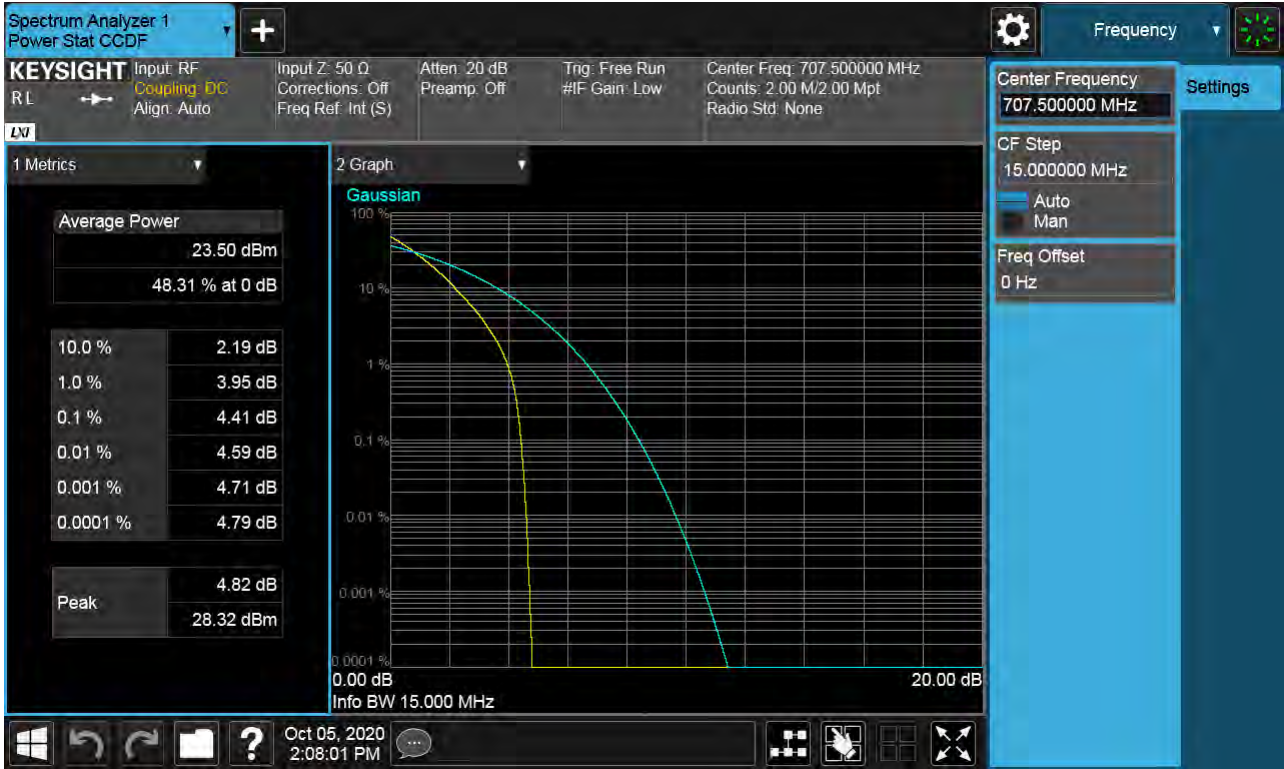 Spectrum Analyzer 1
Power Stat CCDF
Frequency
KEYSIGHT
R L
LXI
Input: RF
Coupling: DC
Align: Auto
Input Z: 50 Ω
Corrections: Off
Freq Ref: Int (S)
Atten: 20 dB
Preamp: Off
Trig: Free Run
#IF Gain: Low
Center Freq: 707.500000 MHz
Counts: 2.00 M/2.00 Mpt
Radio Std: None
Center Frequency
707.500000 MHz
Settings
CF Step
15.000000 MHz
Auto
Man
Freq Offset
0 Hz
1 Metrics
Average Power
23.50 dBm
48.31 % at 0 dB
10.0 % 2.19 dB
1.0 % 3.95 dB
0.1 % 4.41 dB
0.01 % 4.59 dB
0.001 % 4.71 dB
0.0001 % 4.79 dB
Peak
4.82 dB
28.32 dBm
2 Graph
Gaussian
100 %
10 %
1 %
0.1 %
0.01 %
0.001 %
0.0001 %
0.00 dB
20.00 dB
Info BW 15.000 MHz
?
Oct 05, 2020
2:08:01 PM